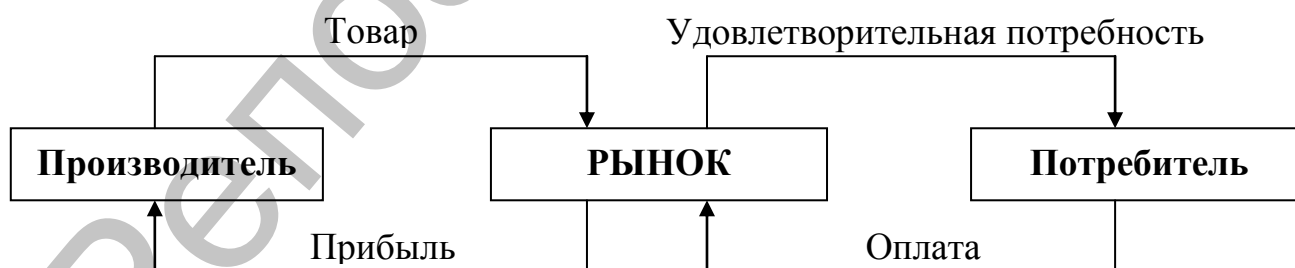 Товар Удовлетворительная потребность
Производитель РЫНОК Потребитель
Прибыль Оплата